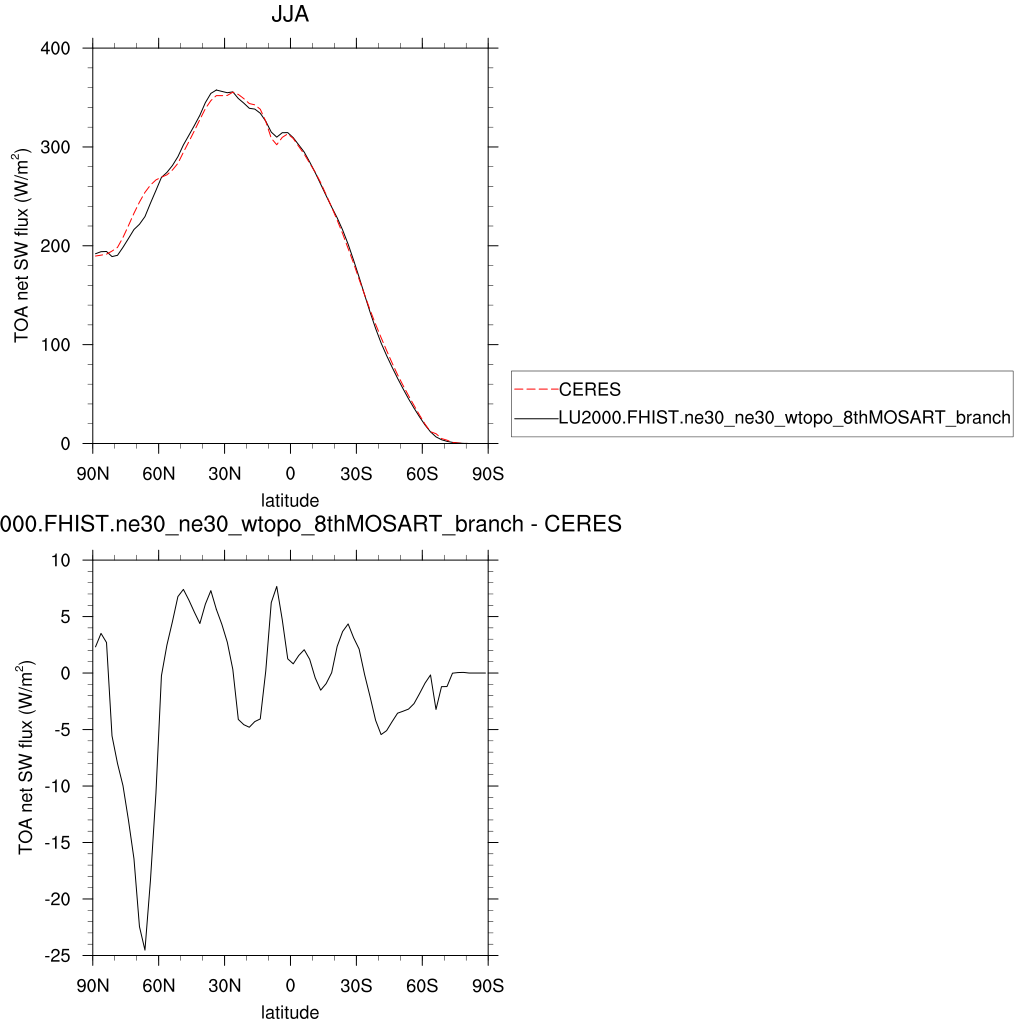 JJA
400
300
200
100
0
TOA net SW flux (W/m²)
90N 60N 30N 0 30S 60S 90S
latitude
CERES
LU2000.FHIST.ne30_ne30_wtopo_8thMOSART_branch
000.FHIST.ne30_ne30_wtopo_8thMOSART_branch - CERES
10
5
0
-5
-10
-15
-20
-25
TOA net SW flux (W/m²)
90N 60N 30N 0 30S 60S 90S
latitude